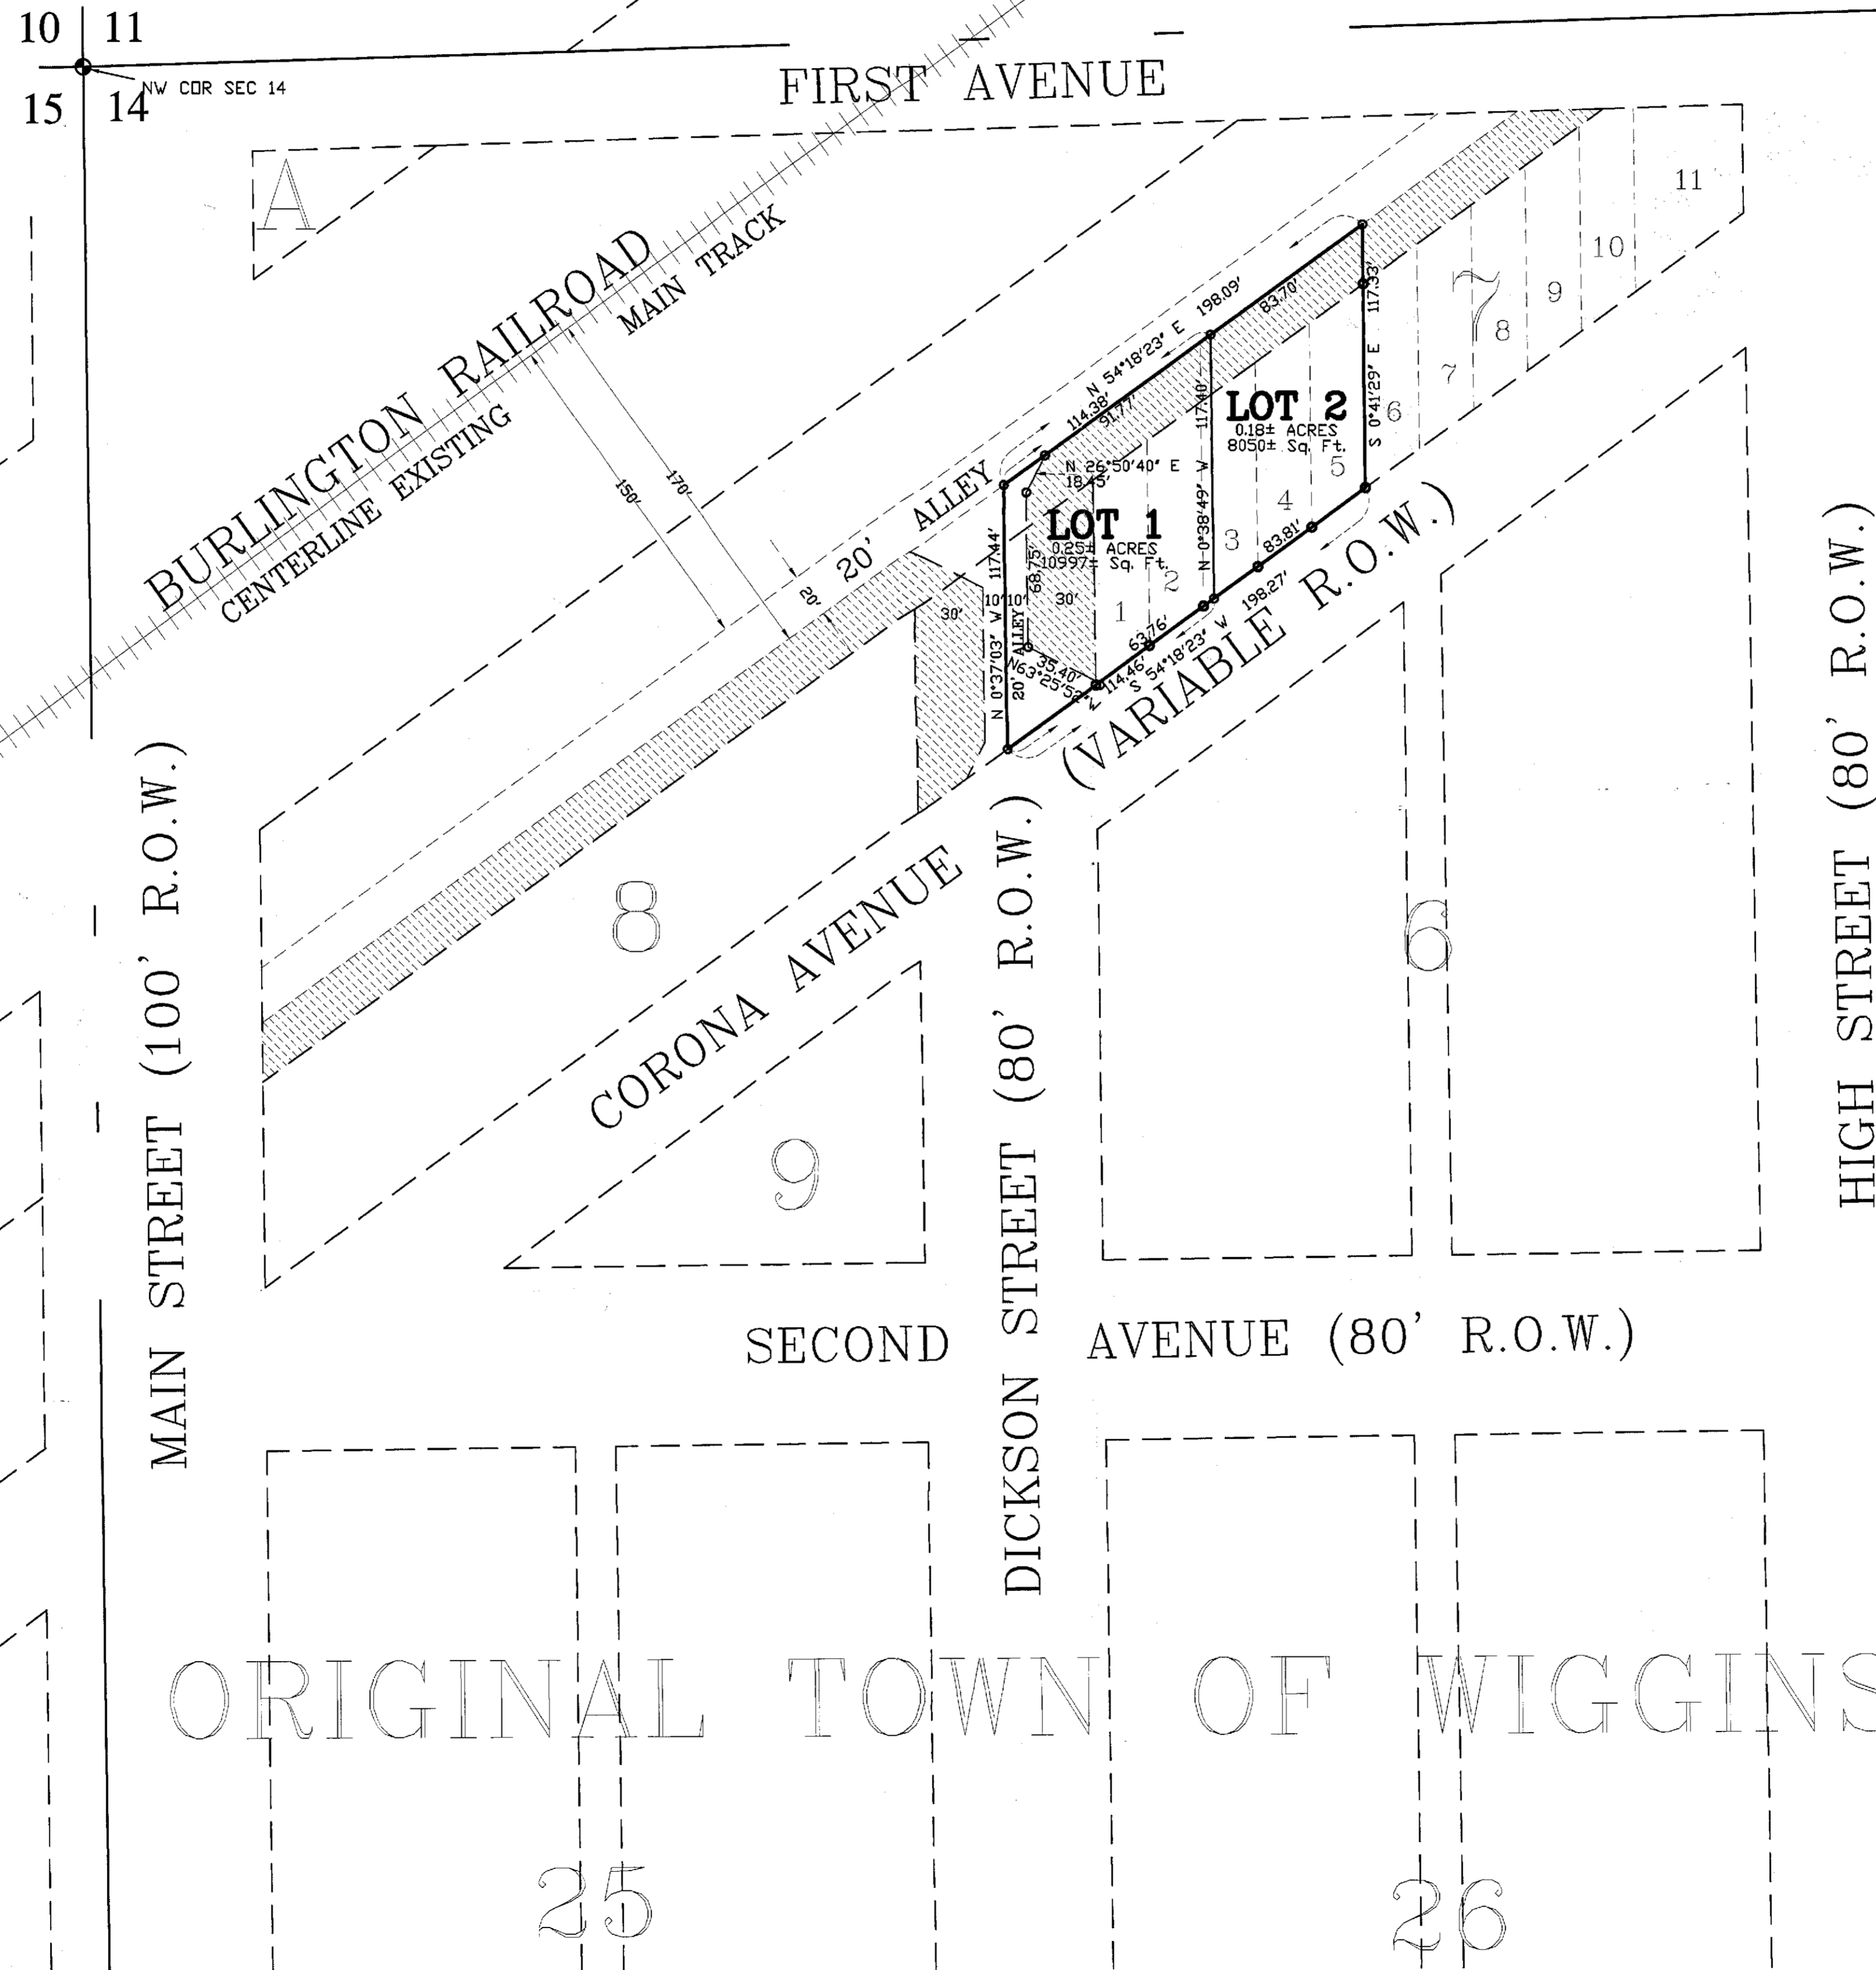 10 11
NW COR SEC 14
15 14
FIRST AVENUE
A
BURLINGTON RAILROAD
MAIN TRACK
CENTERLINE EXISTING
150'
170'
20'
20' ALLEY
N 54°18'23" E 198.09'
114.38'
91.77'
83.70'
117.93'
S 0°41'29" E
117.40'
N 0°38'49" W
LOT 2
0.18± ACRES
8050± Sq. Ft.
N 26°50'40" E
18.45'
LOT 1
0.25± ACRES
10997± Sq. Ft.
117.44'
N 0°37'03" W
68.75'
30'
10' 10'
30'
ALLEY
20'
35.40'
N63°25'52"W
63.76'
114.46'
S 54°18'23" W 198.27'
83.81'
1
2
3
4
5
6
7
8
9
10
11
7
CORONA AVENUE (VARIABLE R.O.W.)
8
9
6
MAIN STREET (100' R.O.W.)
DICKSON STREET (80' R.O.W.)
HIGH STREET (80' R.O.W.)
SECOND AVENUE (80' R.O.W.)
ORIGINAL TOWN OF WIGGINS
25
26